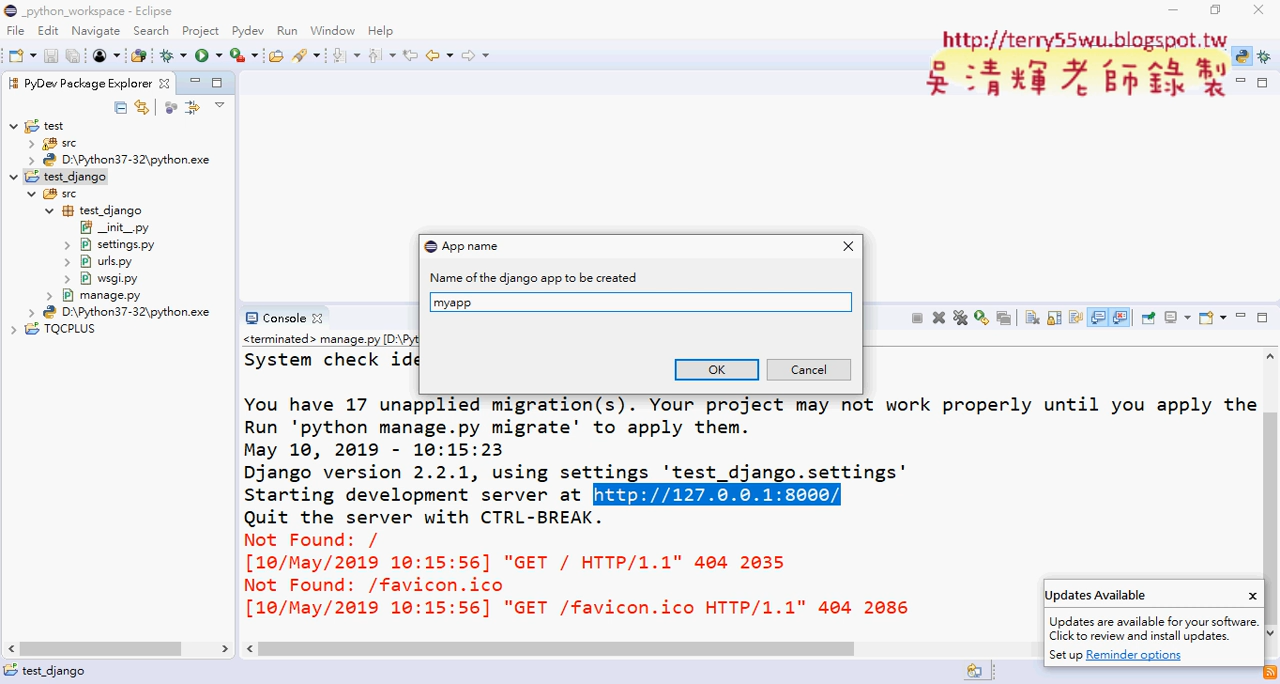 _python_workspace - Eclipse
File Edit Navigate Search Project Pydev Run Window Help
http://terry55wu.blogspot.tw
吳清輝老師錄製
PyDev Package Explorer
test
src
D:\Python37-32\python.exe
test_django
src
test_django
__init__.py
settings.py
urls.py
wsgi.py
manage.py
D:\Python37-32\python.exe
TQCPLUS
App name
Name of the django app to be created
myapp
OK Cancel
Console
<terminated> manage.py [D:\Pyt
System check ide
You have 17 unapplied migration(s). Your project may not work properly until you apply the
Run 'python manage.py migrate' to apply them.
May 10, 2019 - 10:15:23
Django version 2.2.1, using settings 'test_django.settings'
Starting development server at http://127.0.0.1:8000/
Quit the server with CTRL-BREAK.
Not Found: /
[10/May/2019 10:15:56] "GET / HTTP/1.1" 404 2035
Not Found: /favicon.ico
[10/May/2019 10:15:56] "GET /favicon.ico HTTP/1.1" 404 2086
Updates Available
Updates are available for your software.
Click to review and install updates.
Set up Reminder options
test_django